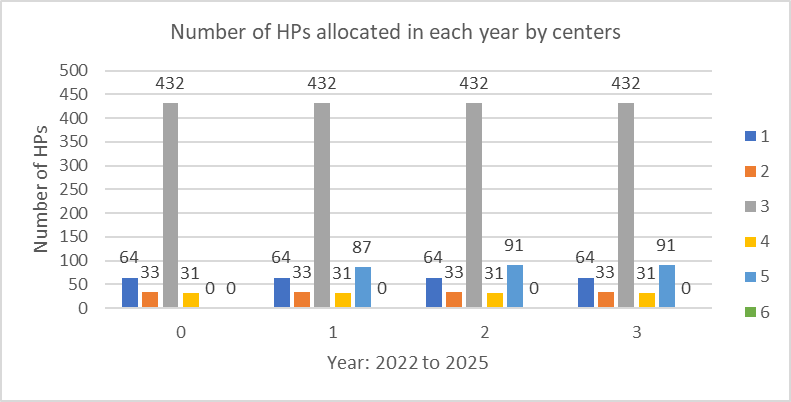 Number of HPs allocated in each year by centers
Number of HPs
500
450
400
350
300
250
200
150
100
50
0
64 33 432 31 0 0
64 33 432 31 87 0
64 33 432 31 91 0
64 33 432 31 91 0
0 1 2 3
Year: 2022 to 2025
1
2
3
4
5
6